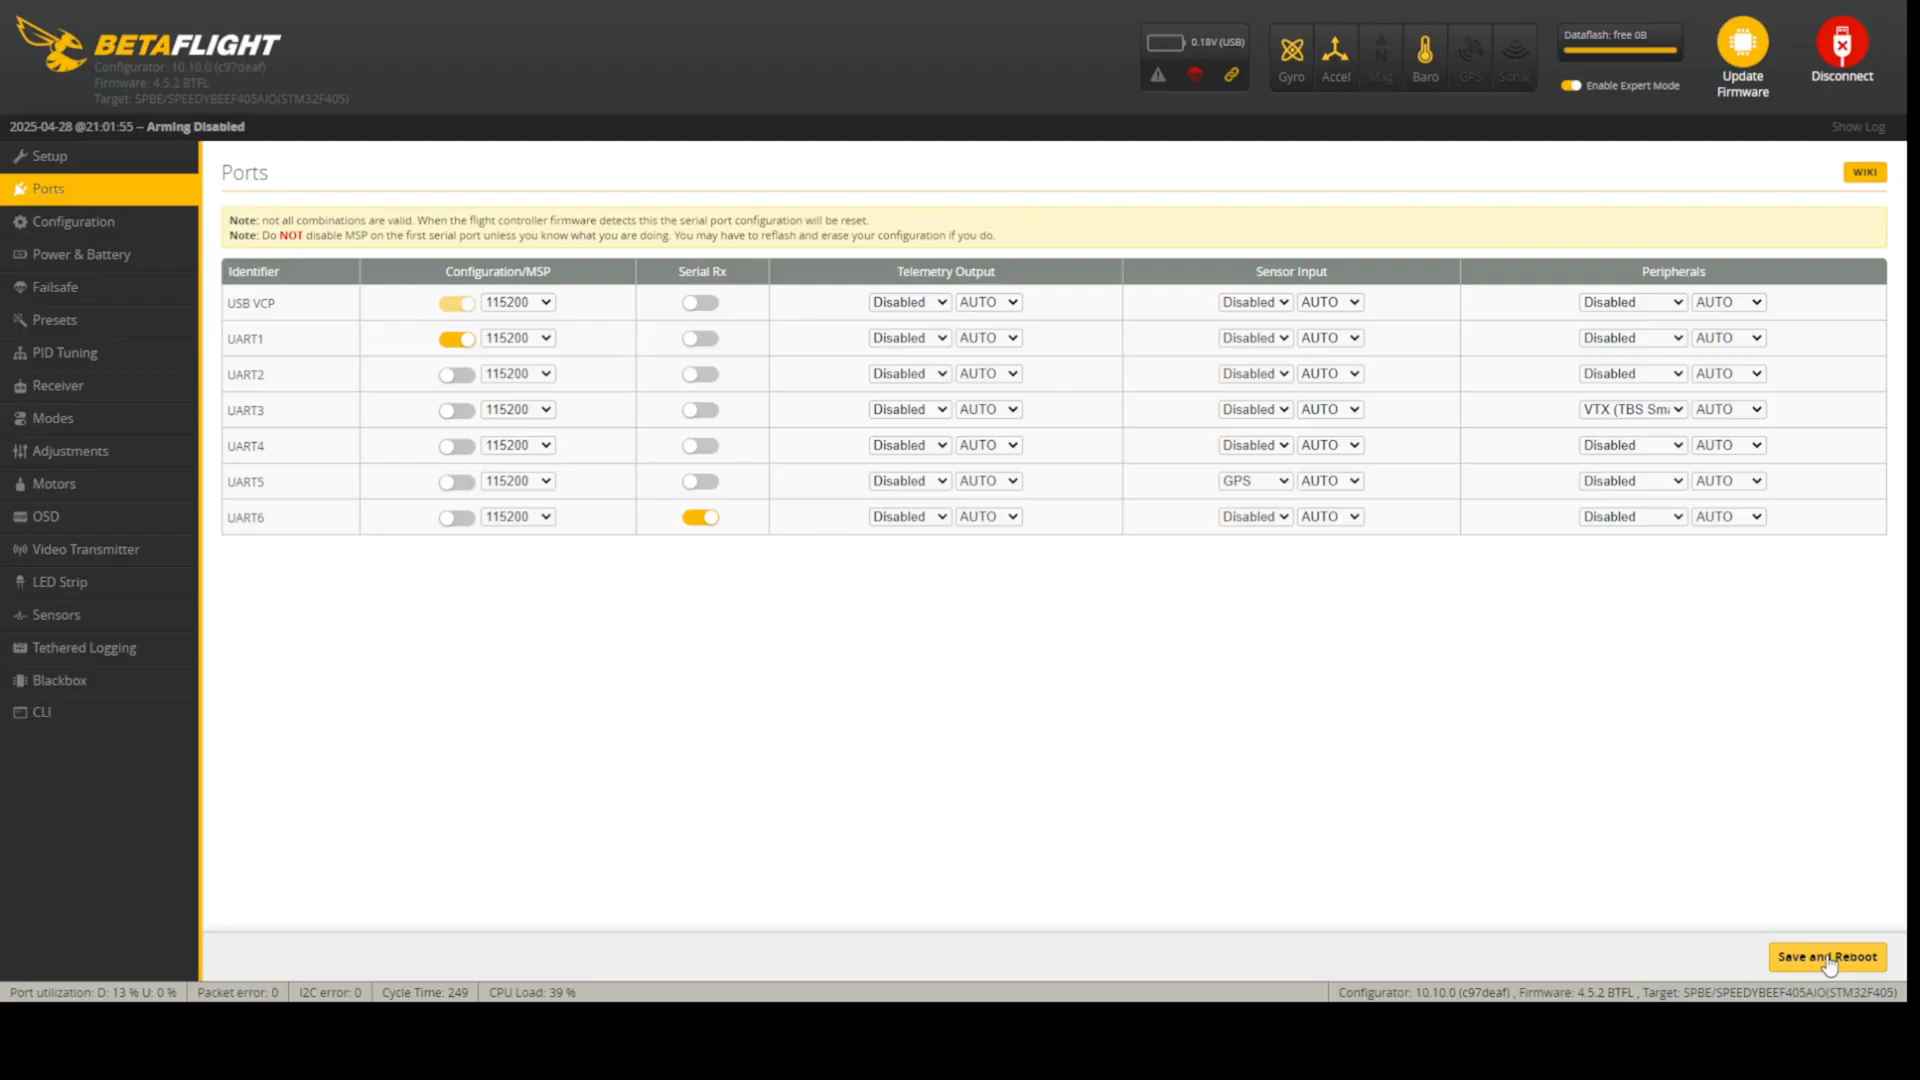 BETAFLIGHT
Configurator: 10.10.0 (c97deaf)
Firmware: 4.5.2 BTFL
Target: SPBE/SPEEDYBEEF405AIO(STM32F405)
0.18V (USB)
Gyro Accel Mag Baro GPS Sonar
Dataflash: free 0B
Enable Expert Mode
Update Firmware
Disconnect
2025-04-28 @21:01:55 -- Arming Disabled
Show Log
Setup
Ports
Configuration
Power & Battery
Failsafe
Presets
PID Tuning
Receiver
Modes
Adjustments
Motors
OSD
Video Transmitter
LED Strip
Sensors
Tethered Logging
Blackbox
CLI
Ports
WIKI
Note: not all combinations are valid. When the flight controller firmware detects this the serial port configuration will be reset.
Note: Do NOT disable MSP on the first serial port unless you know what you are doing. You may have to reflash and erase your configuration if you do.
Identifier Configuration/MSP Serial Rx Telemetry Output Sensor Input Peripherals
USB VCP 115200 Disabled AUTO Disabled AUTO Disabled AUTO
UART1 115200 Disabled AUTO Disabled AUTO Disabled AUTO
UART2 115200 Disabled AUTO Disabled AUTO Disabled AUTO
UART3 115200 Disabled AUTO Disabled AUTO VTX (TBS Sma AUTO
UART4 115200 Disabled AUTO Disabled AUTO Disabled AUTO
UART5 115200 Disabled AUTO GPS AUTO Disabled AUTO
UART6 115200 Disabled AUTO Disabled AUTO Disabled AUTO
Save and Reboot
Port utilization: D: 13 % U: 0 % Packet error: 0 I2C error: 0 Cycle Time: 249 CPU Load: 39 % Configurator: 10.10.0 (c97deaf) , Firmware: 4.5.2 BTFL , Target: SPBE/SPEEDYBEEF405AIO(STM32F405)